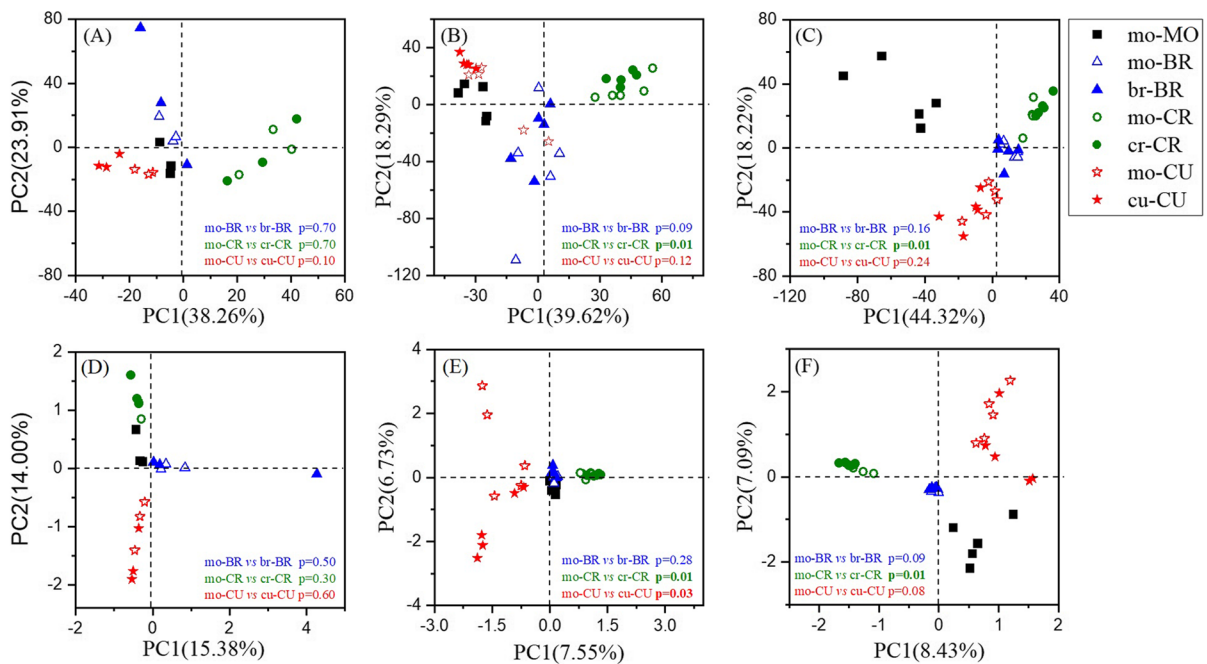 (A)
PC2(23.91%)
80
40
0
-40
-80
mo-BR vs br-BR p=0.70
mo-CR vs cr-CR p=0.70
mo-CU vs cu-CU p=0.10
-40 -20 0 20 40 60
PC1(38.26%)
(B)
PC2(18.29%)
40
0
-40
-80
-120
mo-BR vs br-BR p=0.09
mo-CR vs cr-CR p=0.01
mo-CU vs cu-CU p=0.12
-30 0 30 60
PC1(39.62%)
(C)
PC2(18.22%)
80
40
0
-40
-80
mo-BR vs br-BR p=0.16
mo-CR vs cr-CR p=0.01
mo-CU vs cu-CU p=0.24
-120 -80 -40 0 40
PC1(44.32%)
mo-MO
mo-BR
br-BR
mo-CR
cr-CR
mo-CU
cu-CU
(D)
PC2(14.00%)
2
1
0
-1
-2
mo-BR vs br-BR p=0.50
mo-CR vs cr-CR p=0.30
mo-CU vs cu-CU p=0.60
-2 0 2 4
PC1(15.38%)
(E)
PC2(6.73%)
4
2
0
-2
-4
mo-BR vs br-BR p=0.28
mo-CR vs cr-CR p=0.01
mo-CU vs cu-CU p=0.03
-3.0 -1.5 0.0 1.5 3.0
PC1(7.55%)
(F)
PC2(7.09%)
2
0
-2
mo-BR vs br-BR p=0.09
mo-CR vs cr-CR p=0.01
mo-CU vs cu-CU p=0.08
-2 -1 0 1 2
PC1(8.43%)